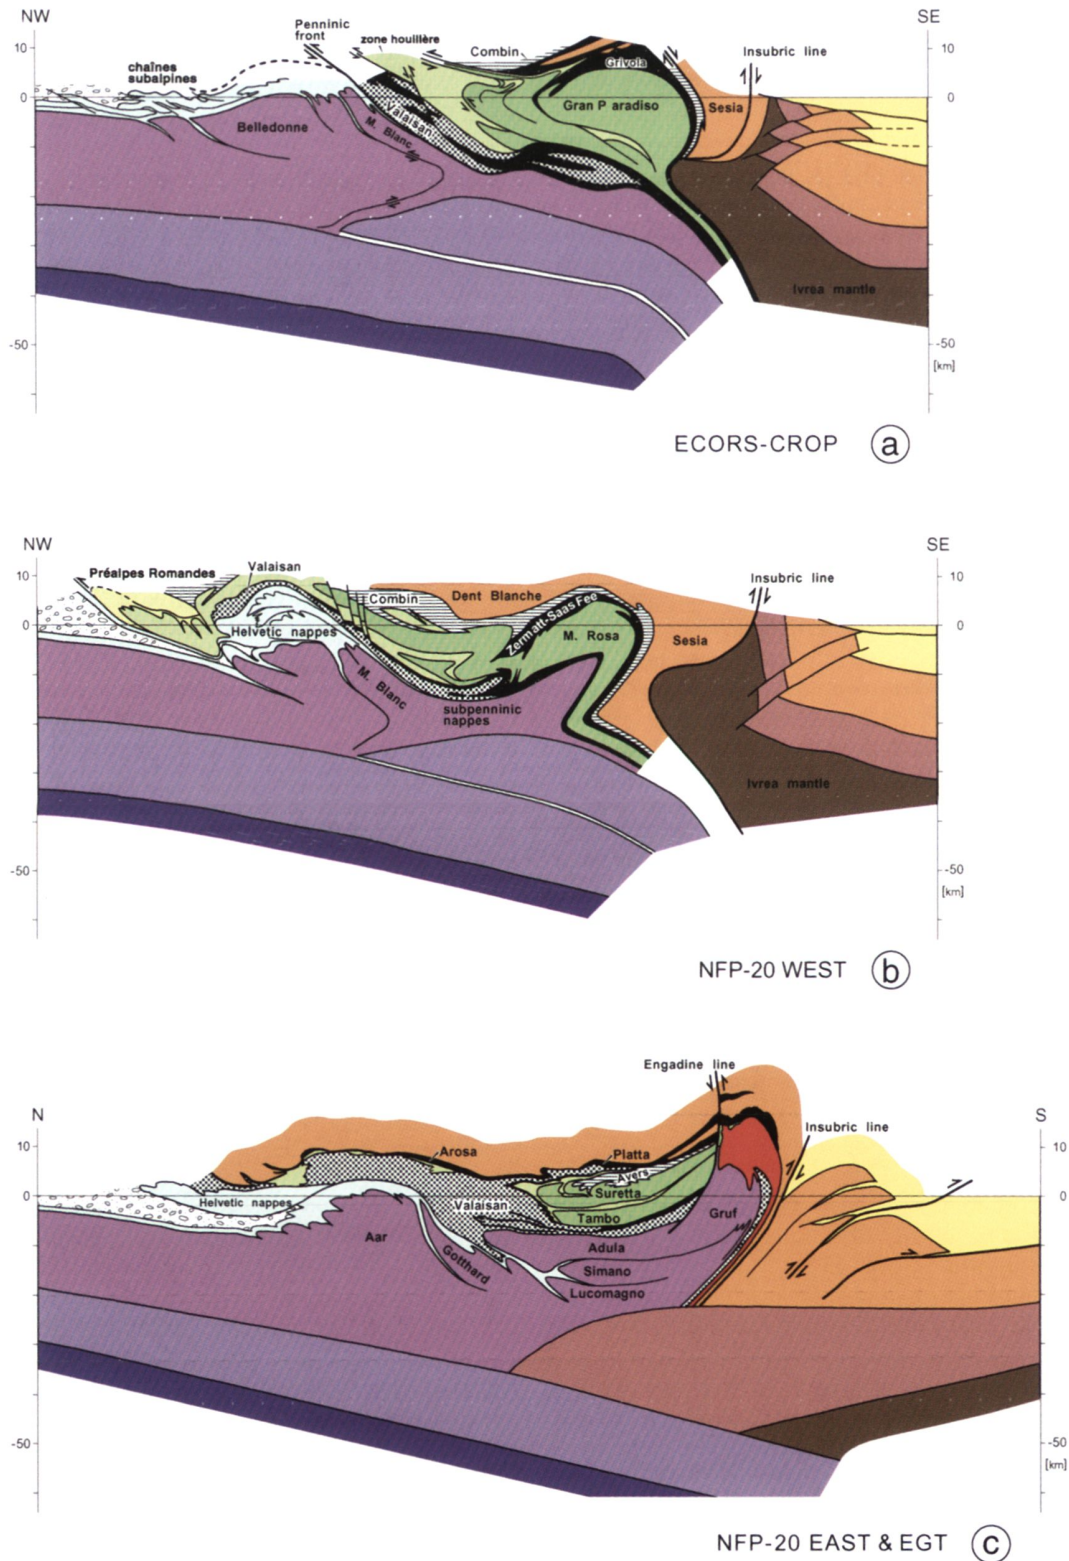 NW
SE
Penninic
front
zone houillère
Combin
Insubric line
10
10
chaînes
subalpines
Grivola
0
0
Gran Paradiso
Sesia
Valaisan
Belledonne
M. Blanc
Ivrea mantle
-50
-50
[km]
ECORS-CROP
a
NW
SE
Valaisan
Préalpes Romandes
Insubric line
10
10
Combin
Dent Blanche
Zermatt-Saas Fee
0
0
Helvetic nappes
M. Rosa
Sesia
M. Blanc
subpenninic
nappes
Ivrea mantle
-50
-50
[km]
NFP-20 WEST
b
Engadine line
N
S
Insubric line
10
10
Arosa
Platta
Avers
0
0
Helvetic nappes
Suretta
Valaisan
Tambo
Gruf
Aar
Adula
Gotthard
Simano
Lucomagno
-50
-50
[km]
NFP-20 EAST & EGT
c